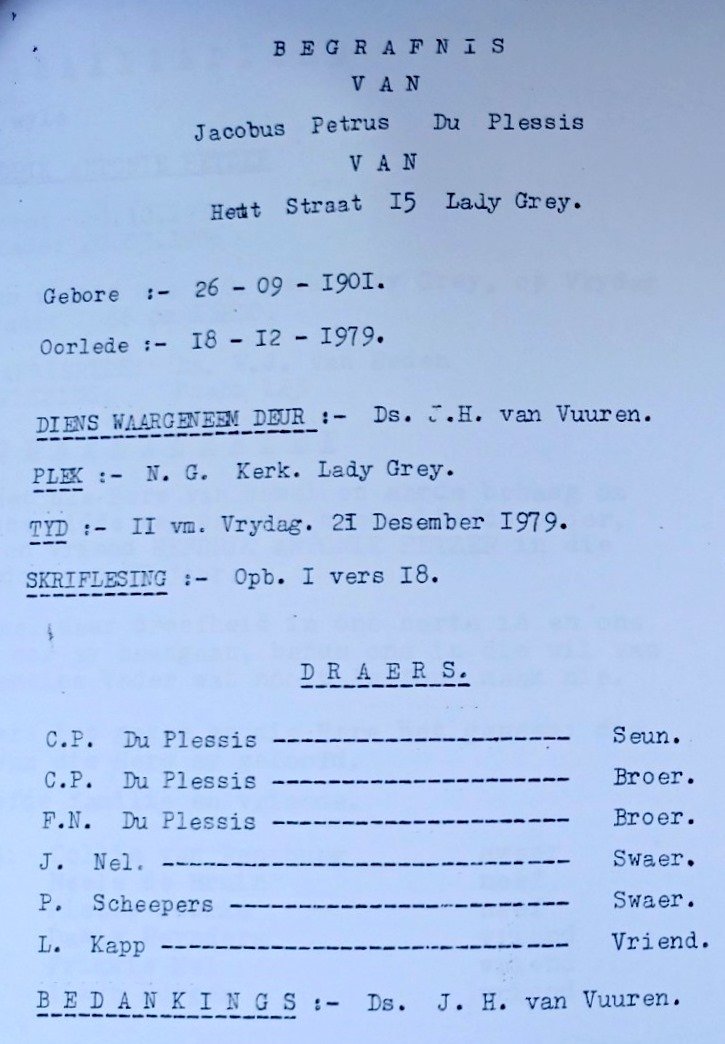 B E G R A F N I S
V A N
Jacobus Petrus Du Plessis
V A N
Straat I5 Lady Grey.
Gebore :- 26 - 09 - I90I.
Oorlede :- I8 - I2 - I979.
DIENS WAARGENEEM DEUR :- Ds. J.H. van Vuuren.
PLEK :- N. G. Kerk. Lady Grey.
TYD :- II vm. Vrydag. 2I Desember I979.
SKRIFLESING :- Opb. I vers I8.
D R A E R S.
C.P. Du Plessis -------------------- Seun.
C.P. Du Plessis -------------------- Broer.
F.N. Du Plessis -------------------- Broer.
J. Nel. --------------------------- Swaer.
P. Scheepers ---------------------- Swaer.
L. Kapp --------------------------- Vriend.
B E D A N K I N G S :- Ds. J. H. van Vuuren.